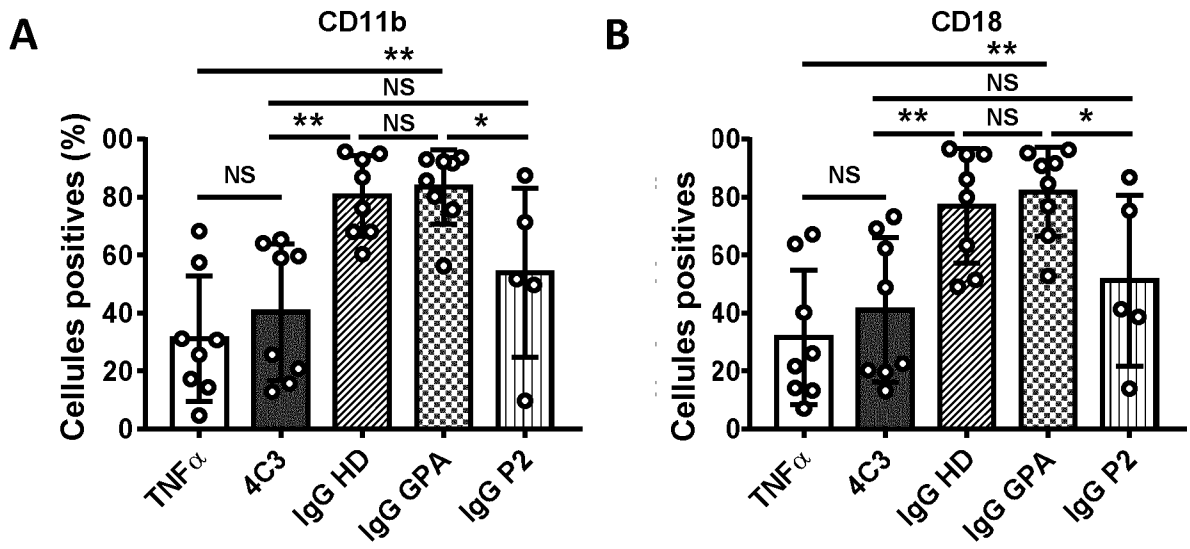 A
CD11b
**
NS
**
NS
*
NS
Cellules positives (%)
00
80
60
40
20
0
TNFα
4C3
IgG HD
IgG GPA
IgG P2
B
CD18
**
NS
**
NS
*
NS
Cellules positives
00
80
60
40
20
0
TNFα
4C3
IgG HD
IgG GPA
IgG P2